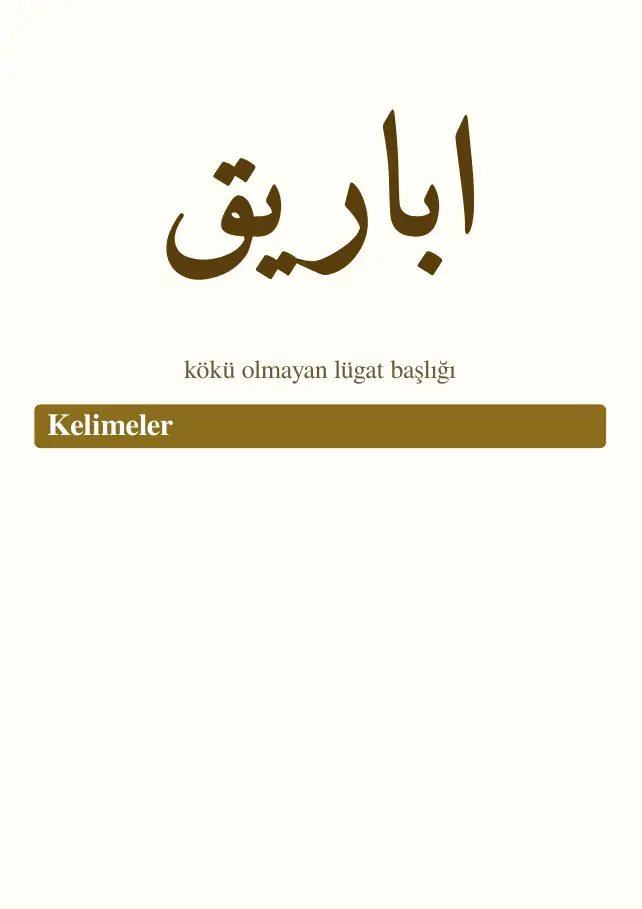 اباريق
kökü olmayan lügat başlığı
Kelimeler